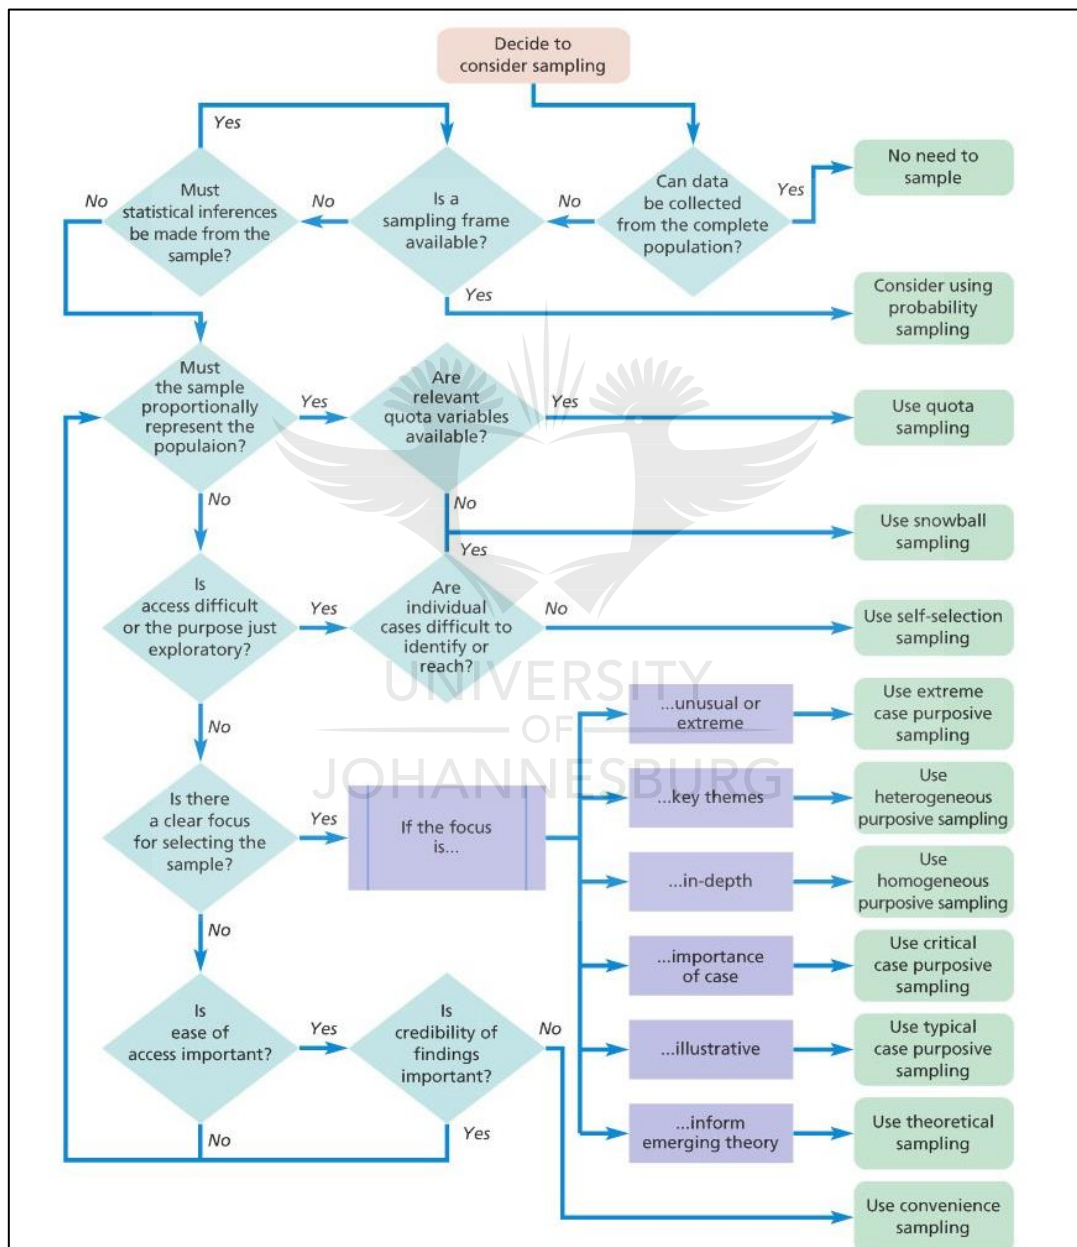 Decide to
consider sampling
Yes
No
Must
statistical inferences
be made from the
sample?
No
Is a
sampling frame
available?
No
Can data
be collected
from the complete
population?
Yes
No need to
sample
Yes
Consider using
probability
sampling
Must
the sample
proportionally
represent the
populaion?
Yes
Are
relevant
quota variables
available?
Yes
Use quota
sampling
No
No
Use snowball
sampling
Yes
Is
access difficult
or the purpose just
exploratory?
Yes
Are
individual
cases difficult to
identify or
reach?
No
Use self-selection
sampling
UNIVERSITY
OF
JOHANNESBURG
No
...unusual or
extreme
Use extreme
case purposive
sampling
Is there
a clear focus
for selecting the
sample?
Yes
If the focus
is...
...key themes
Use
heterogeneous
purposive sampling
...in-depth
Use
homogeneous
purposive sampling
No
...importance
of case
Use critical
case purposive
sampling
Is
ease of
access important?
Yes
Is
credibility of
findings
important?
No
...illustrative
Use typical
case purposive
sampling
No
Yes
...inform
emerging theory
Use theoretical
sampling
Use convenience
sampling